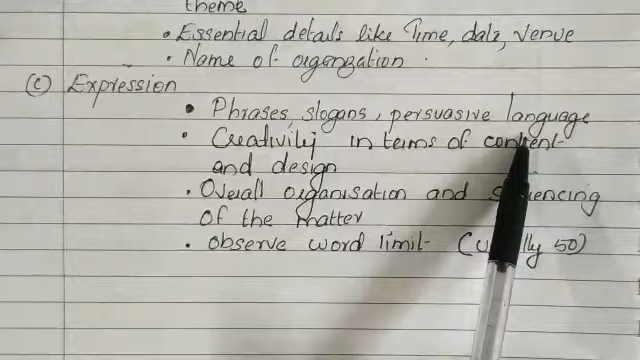 theme
• Essential details like Time, date, venue
• Name of organization.
(c) Expression
• Phrases, slogans, persuasive language
• Creativity in terms of content
and design
• Overall organisation and
of the matter
• observe word limit (50)